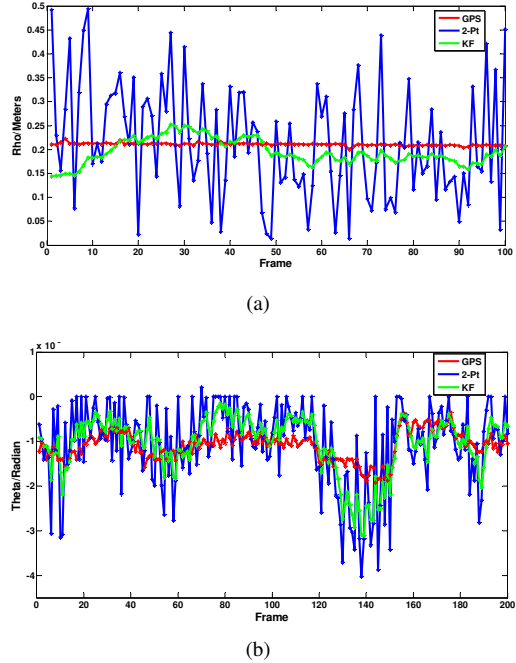 0.5
0.45
0.4
0.35
0.3
0.25
0.2
0.15
0.1
0.05
0
Rho/Meters
GPS
2-Pt
KF
0 10 20 30 40 50 60 70 80 90 100
Frame
(a)
1 x 10⁻
0
-1
-2
-3
-4
Theta/Radian
GPS
2-Pt
KF
0 20 40 60 80 100 120 140 160 180 200
Frame
(b)